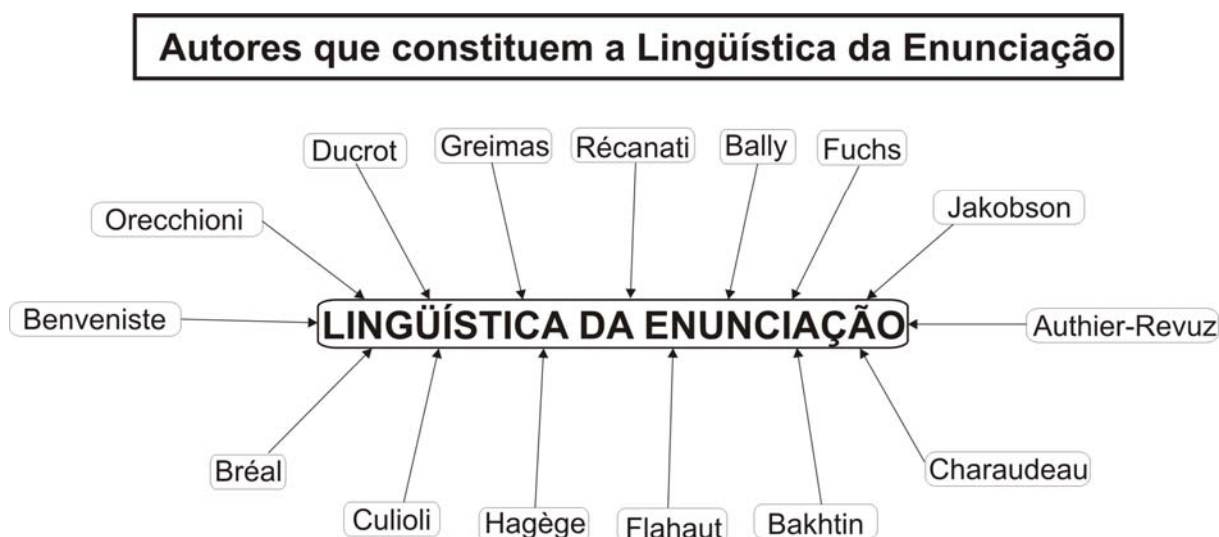 Autores que constituem a Lingüística da Enunciação
Ducrot
Greimas
Récanati
Bally
Fuchs
Orecchioni
Jakobson
Benveniste
LINGÜÍSTICA DA ENUNCIAÇÃO
Authier-Revuz
Bréal
Charaudeau
Culioli
Hagège
Flahaut
Bakhtin